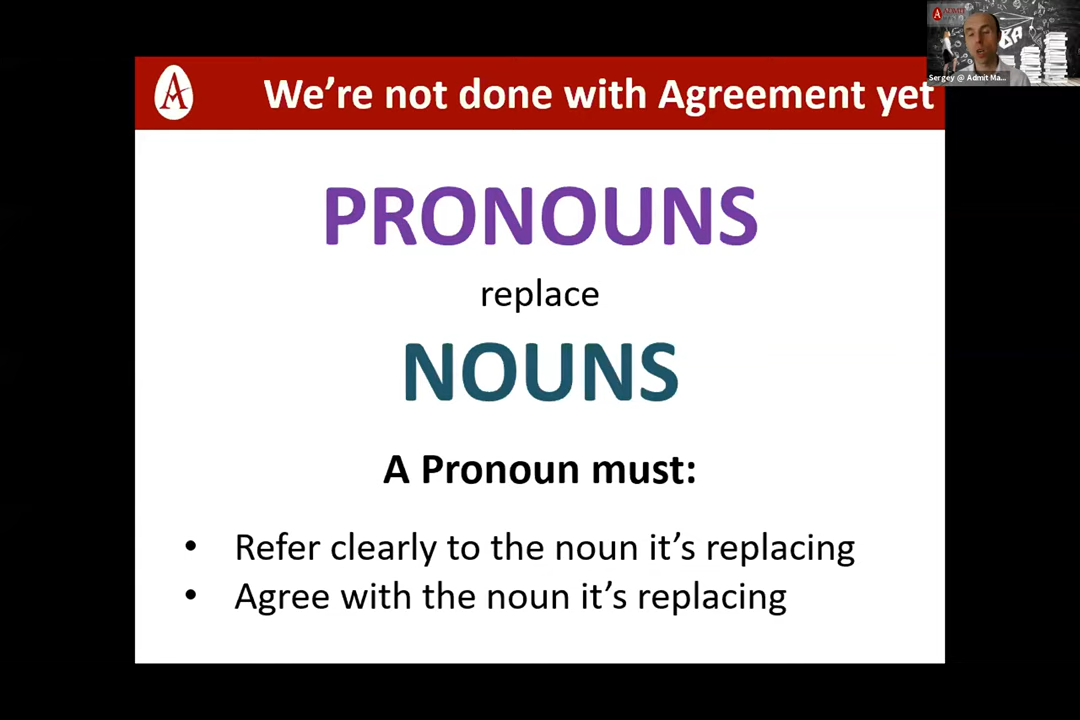 We're not done with Agreement yet
PRONOUNS
replace
NOUNS
A Pronoun must:
• Refer clearly to the noun it's replacing
• Agree with the noun it's replacing
Sergey @ Admit Ma...